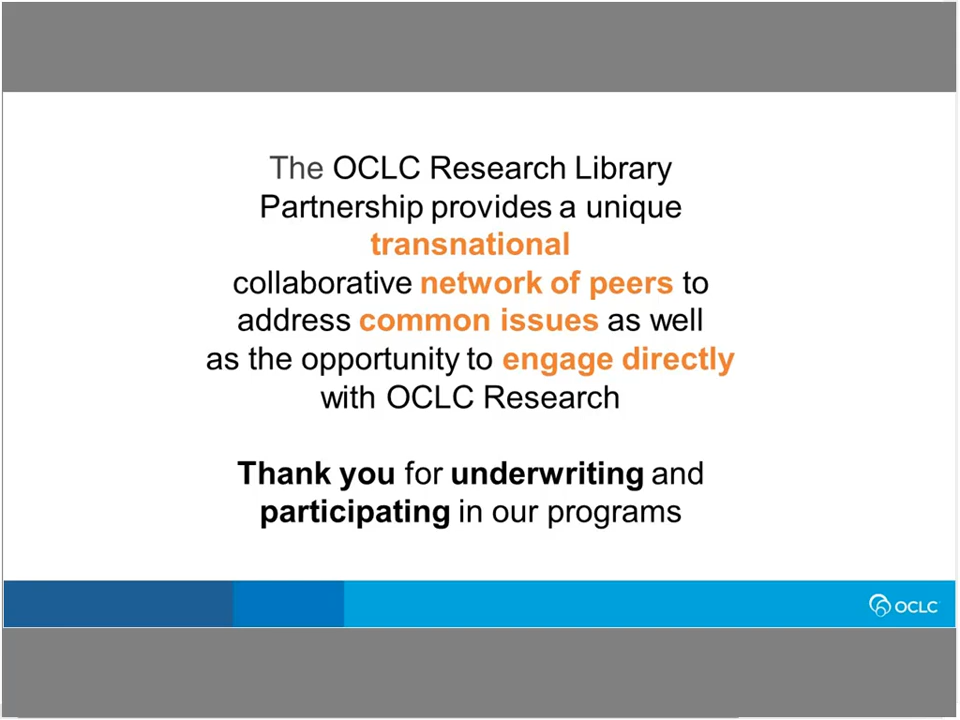 The OCLC Research Library
Partnership provides a unique
transnational
collaborative network of peers to
address common issues as well
as the opportunity to engage directly
with OCLC Research
Thank you for underwriting and
participating in our programs
OCLC